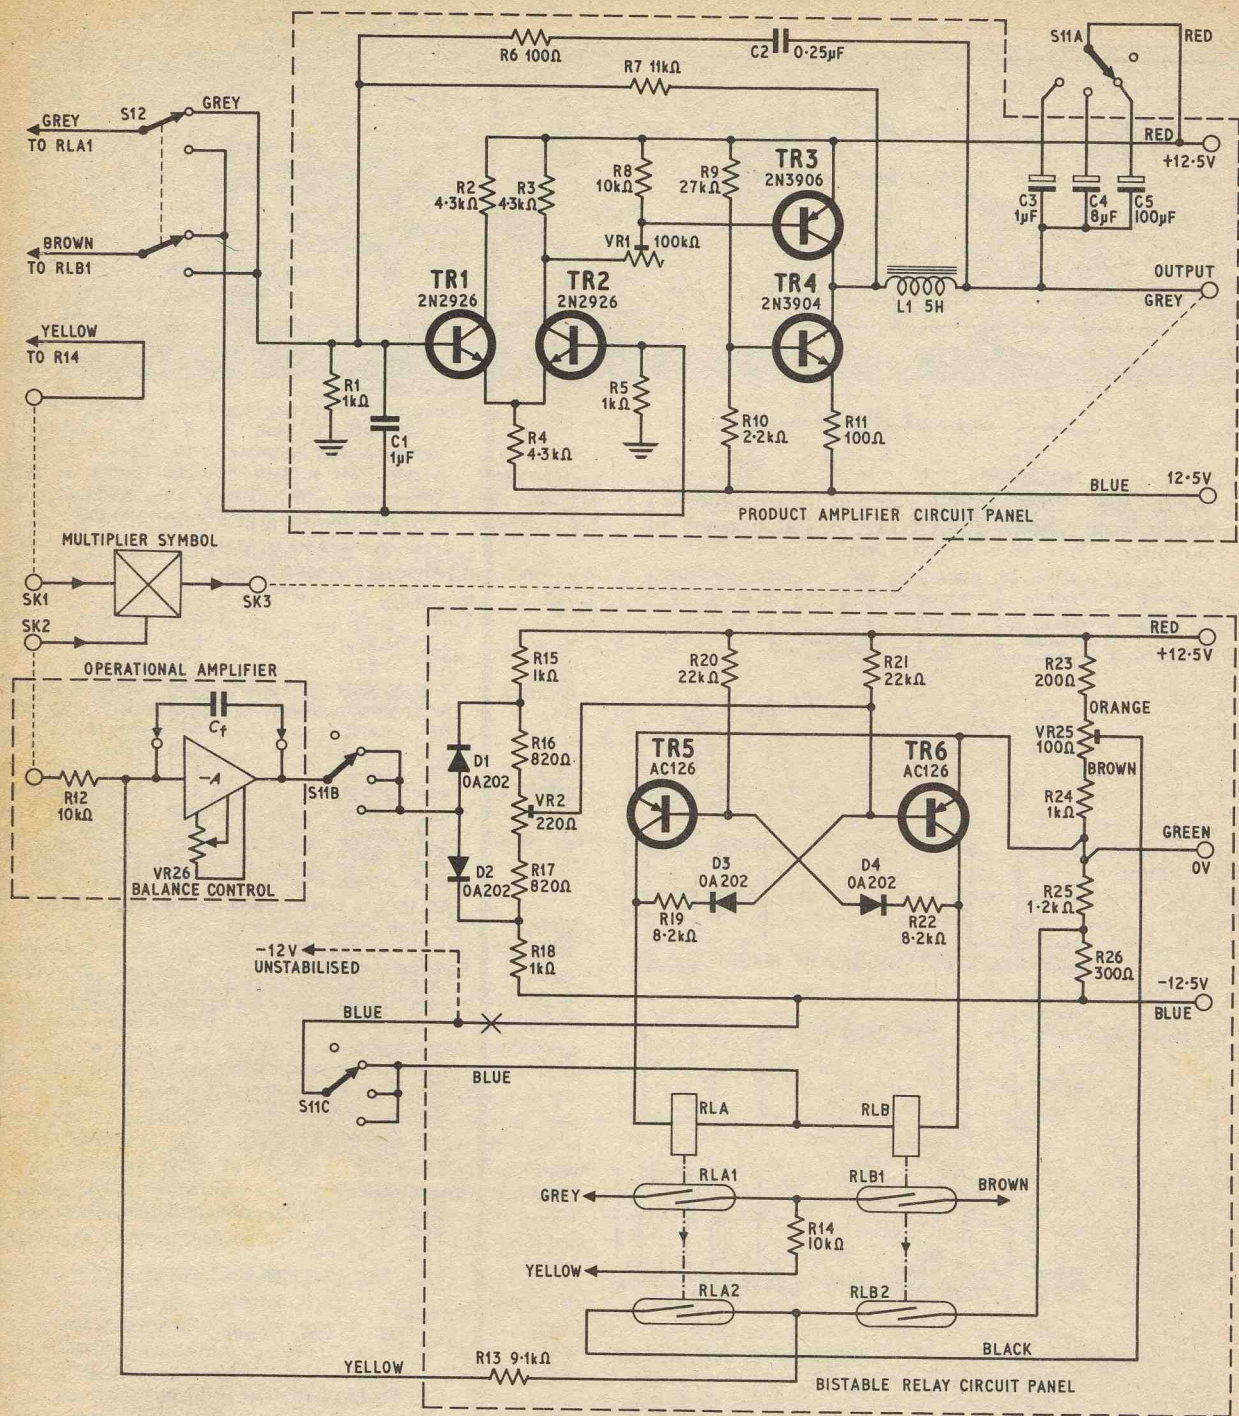 R6 100Ω
C2
0·25µF
S11A
RED
R7 11kΩ
GREY
S12
GREY
TO RLA1
RED
+12·5V
R2
4·3kΩ
R3
4·3kΩ
R8
10kΩ
R9
27kΩ
TR3
2N3906
C3
1µF
C4
8µF
C5
100µF
BROWN
TO RLB1
VR1
100kΩ
TR1
2N2926
TR2
2N2926
TR4
2N3904
L1 5H
OUTPUT
GREY
YELLOW
TO R14
R1
1kΩ
C1
1µF
R5
1kΩ
R4
4·3kΩ
R10
2·2kΩ
R11
100Ω
BLUE
12·5V
PRODUCT AMPLIFIER CIRCUIT PANEL
MULTIPLIER SYMBOL
SK1
SK3
SK2
OPERATIONAL AMPLIFIER
Cf
-A
R12
10kΩ
VR26
BALANCE CONTROL
S11B
R15
1kΩ
R20
22kΩ
R21
22kΩ
R23
200Ω
RED
+12·5V
ORANGE
D1
OA202
R16
820Ω
TR5
AC126
TR6
AC126
VR25
100Ω
BROWN
VR2
220Ω
R24
1kΩ
GREEN
0V
D2
OA202
R17
820Ω
D3
OA202
D4
OA202
R25
1·2kΩ
R19
8·2kΩ
R22
8·2kΩ
-12V
UNSTABILISED
R18
1kΩ
R26
300Ω
-12·5V
BLUE
BLUE
S11C
BLUE
RLA
RLB
RLA1
RLB1
GREY
BROWN
R14
10kΩ
YELLOW
RLA2
RLB2
BLACK
YELLOW
R13 9·1kΩ
BISTABLE RELAY CIRCUIT PANEL